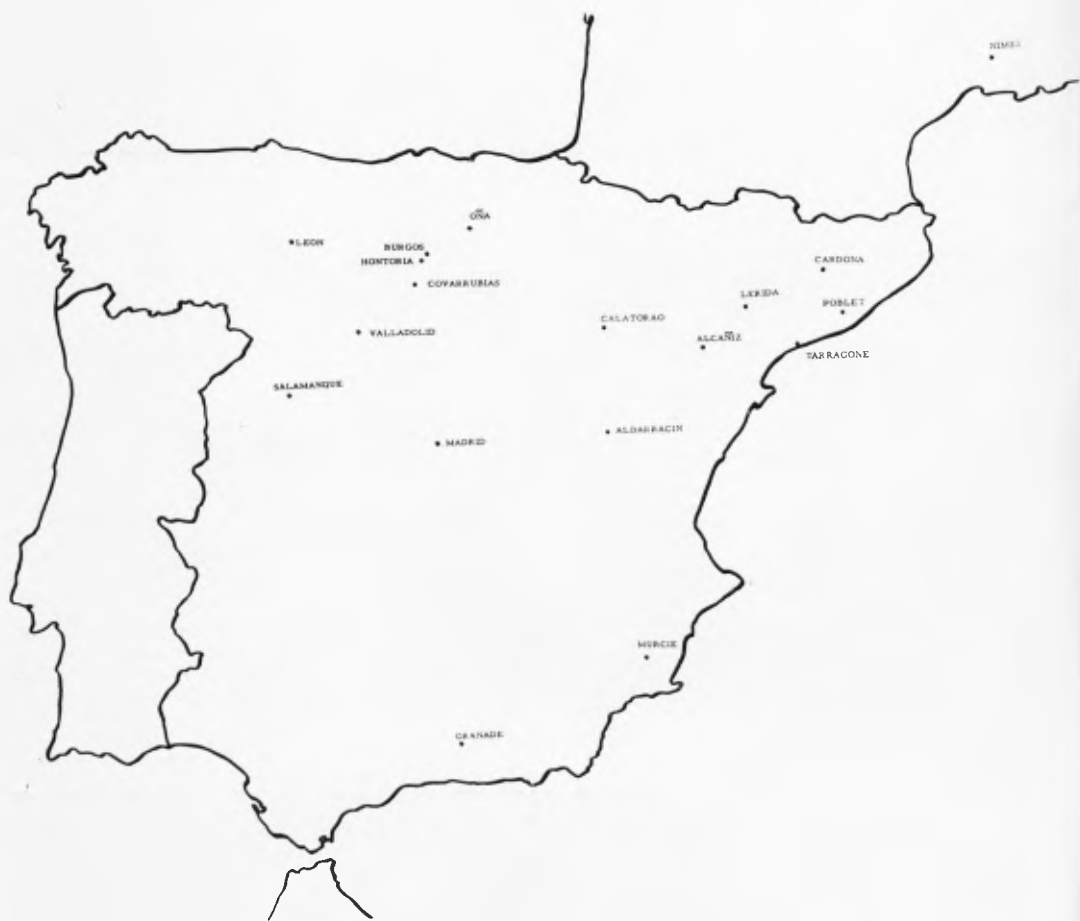 NIMES
OÑA
LEON
BURGOS
HONTORIA
CARDONA
COVARRUBIAS
LERIDA
POBLET
CALATORAO
VALLADOLID
ALCAÑIZ
TARRAGONE
SALAMANQUE
ALBARRACIN
MADRID
MURCIE
GRANADE